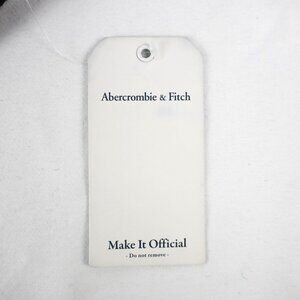 Abercrombie & Fitch
Make It Official
- Do not remove -